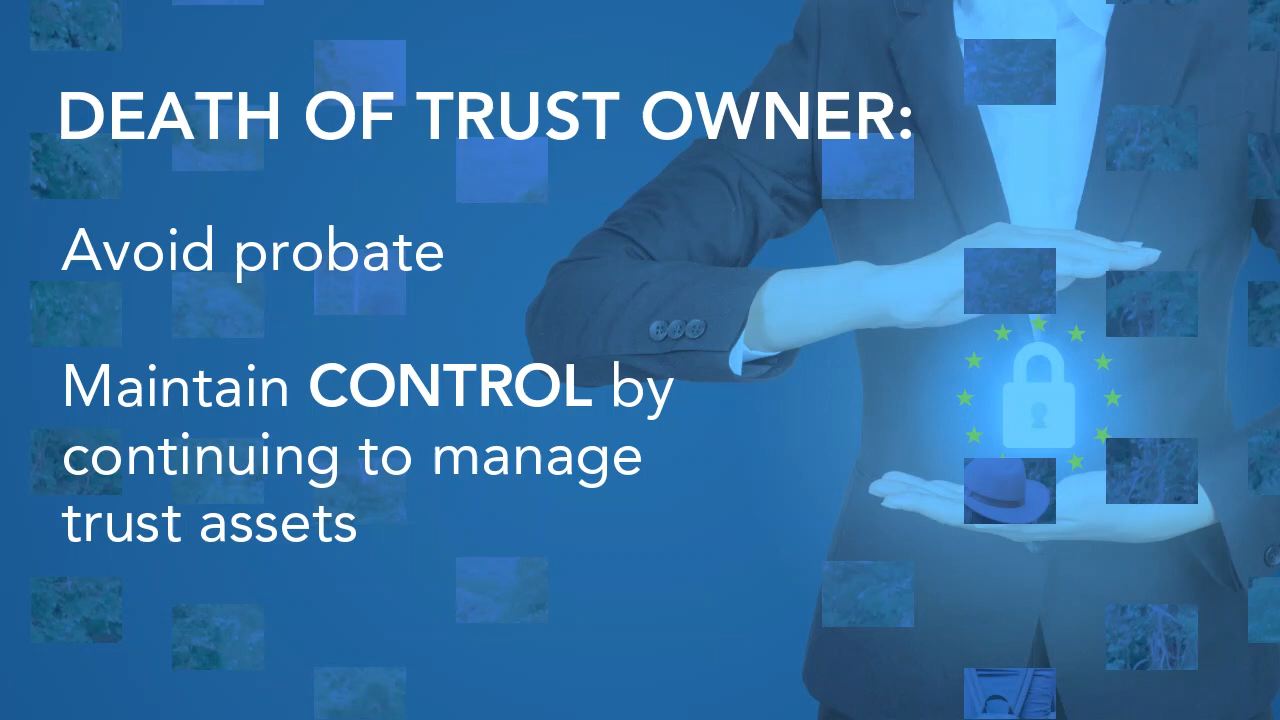 DEATH OF TRUST OWNER:
Avoid probate
Maintain CONTROL by
continuing to manage
trust assets